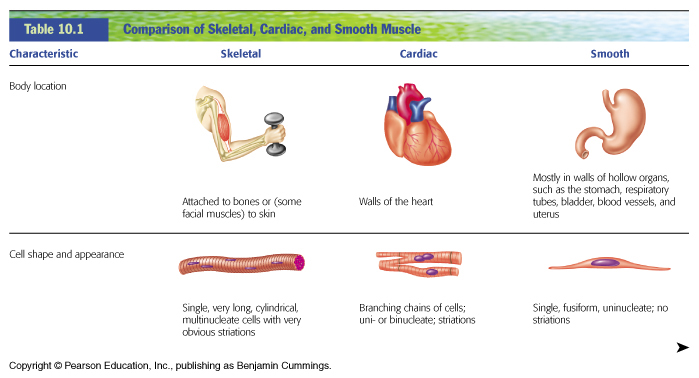 Table 10.1 Comparison of Skeletal, Cardiac, and Smooth Muscle
Characteristic Skeletal Cardiac Smooth
Body location
Attached to bones or (some
facial muscles) to skin
Walls of the heart
Mostly in walls of hollow organs,
such as the stomach, respiratory
tubes, bladder, blood vessels, and
uterus
Cell shape and appearance
Single, very long, cylindrical,
multinucleate cells with very
obvious striations
Branching chains of cells;
uni- or binucleate; striations
Single, fusiform, uninucleate; no
striations
Copyright © Pearson Education, Inc., publishing as Benjamin Cummings.